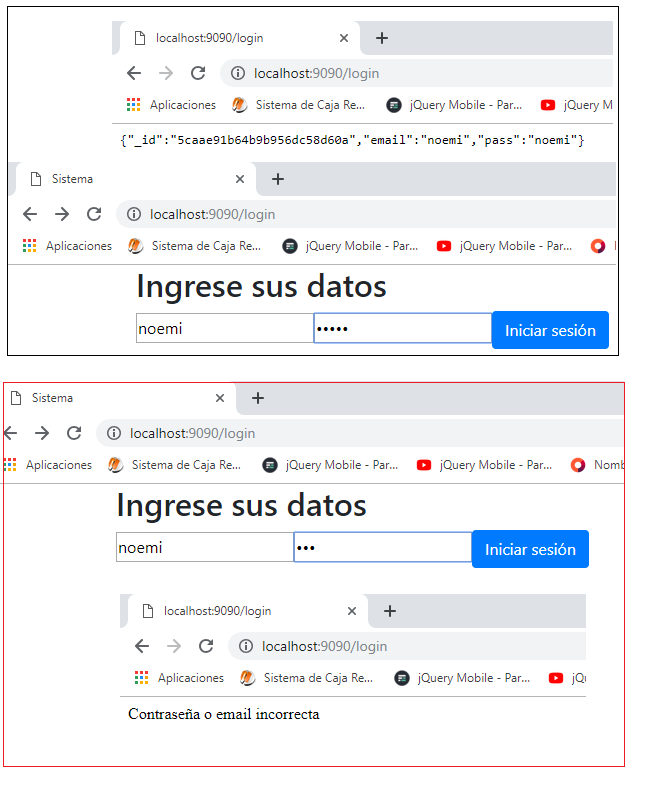 localhost:9090/login
localhost:9090/login
Aplicaciones Sistema de Caja Re... jQuery Mobile - Par... jQuery M
{"_id":"5caae91b64b9b956dc58d60a","email":"noemi","pass":"noemi"}
Sistema
localhost:9090/login
Aplicaciones Sistema de Caja Re... jQuery Mobile - Par... jQuery Mobile - Par...
Ingrese sus datos
noemi ••••• Iniciar sesión
Sistema
localhost:9090/login
Aplicaciones Sistema de Caja Re... jQuery Mobile - Par... jQuery Mobile - Par... Nomb
Ingrese sus datos
noemi ••• Iniciar sesión
localhost:9090/login
localhost:9090/login
Aplicaciones Sistema de Caja Re... jQuery Mobile - Par... jQ
Contraseña o email incorrecta